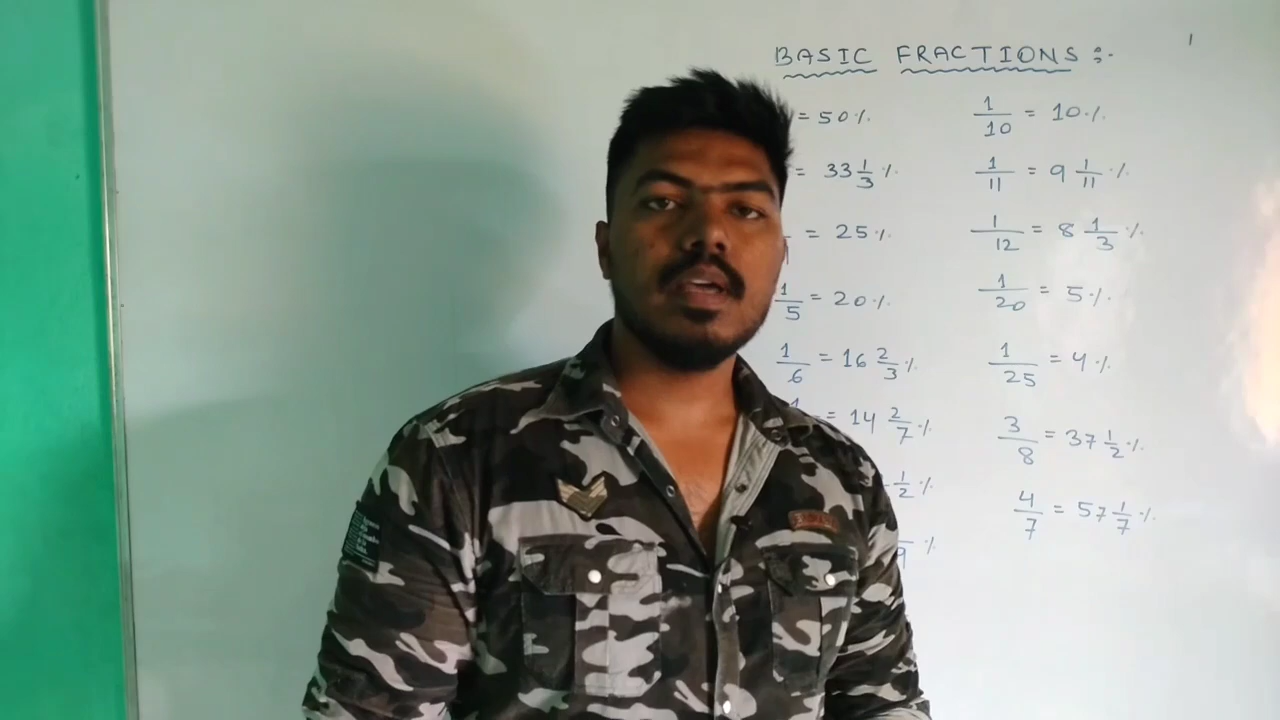 BASIC FRACTIONS :-
= 50%
= 33 1/3 %
= 25%
1/5 = 20%
1/6 = 16 2/3 %
= 14 2/7 %
1/2 %
9 %
1/10 = 10%
1/11 = 9 1/11 %
1/12 = 8 1/3 %
1/20 = 5%
1/25 = 4%
3/8 = 37 1/2 %
4/7 = 57 1/7 %